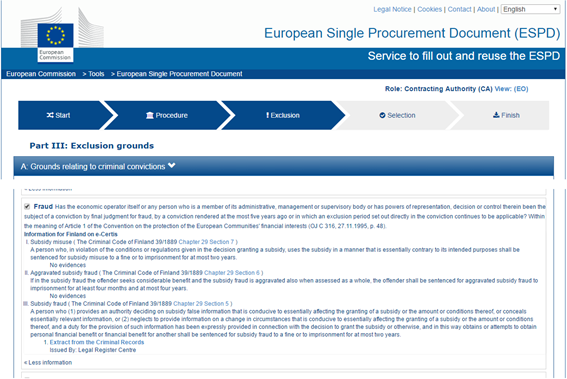 Legal Notice | Cookies | Contact | About | English
European Single Procurement Document (ESPD)
European
Commission
Service to fill out and reuse the ESPD
European Commission > Tools > European Single Procurement Document
Role: Contracting Authority (CA) View: (EO)
Start Procedure Exclusion Selection Finish
Part III: Exclusion grounds
A: Grounds relating to criminal convictions
« Less information
Fraud Has the economic operator itself or any person who is a member of its administrative, management or supervisory body or has powers of representation, decision or control therein been the
subject of a conviction by final judgment for fraud, by a conviction rendered at the most five years ago or in which an exclusion period set out directly in the conviction continues to be applicable? Within
the meaning of Article 1 of the Convention on the protection of the European Communities' financial interests (OJ C 316, 27.11.1995, p. 48).
Information for Finland on e-Certis
I. Subsidy misuse ( The Criminal Code of Finland 39/1889 Chapter 29 Section 7 )
A person who, in violation of the conditions or regulations given in the decision granting a subsidy, uses the subsidy in a manner that is essentially contrary to its intended purposes shall be
sentenced for subsidy misuse to a fine or to imprisonment for at most two years.
No evidences
II. Aggravated subsidy fraud ( The Criminal Code of Finland 39/1889 Chapter 29 Section 6 )
If in the subsidy fraud the offender seeks considerable benefit and the subsidy fraud is aggravated also when assessed as a whole, the offender shall be sentenced for aggravated subsidy fraud to
imprisonment for at least four months and at most four years.
No evidences
III. Subsidy fraud ( The Criminal Code of Finland 39/1889 Chapter 29 Section 5 )
A person who (1) provides an authority deciding on subsidy false information that is conducive to essentially affecting the granting of a subsidy or the amount or conditions thereof, or conceals
essentially relevant information, or (2) neglects to provide information on a change in circumstances that is conducive to essentially affecting the granting of a subsidy or the amount or conditions
thereof, and a duty for the provision of such information has been expressly provided in connection with the decision to grant the subsidy or otherwise, and in this way obtains or attempts to obtain
personal financial benefit or financial benefit for another shall be sentenced for subsidy fraud to a fine or to imprisonment for at most two years.
1. Extract from the Criminal Records
Issued By: Legal Register Centre
« Less information